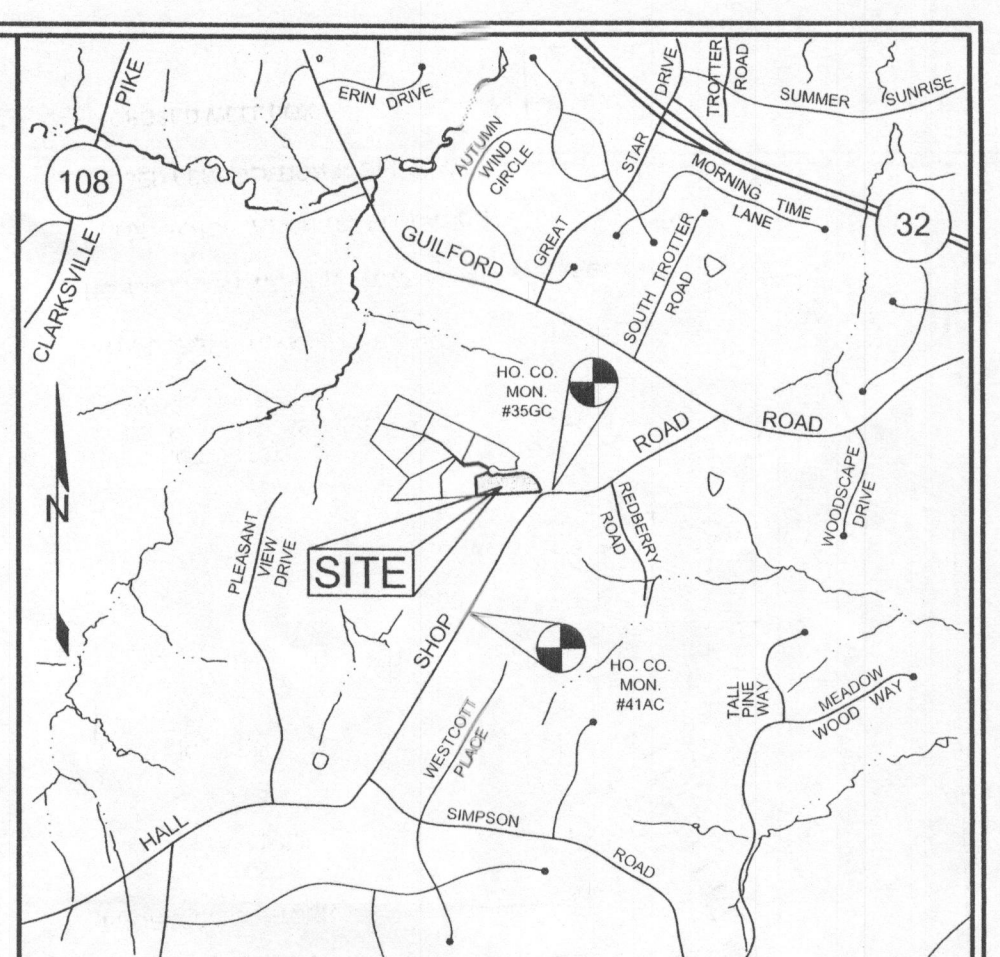 PIKE
108
CLARKSVILLE
ERIN DRIVE
AUTUMN
WIND
CIRCLE
GREAT STAR DRIVE
TROTTER
ROAD
SUMMER SUNRISE
MORNING TIME
LANE
32
GUILFORD
SOUTH TROTTER
ROAD
HO. CO.
MON.
#35GC
ROAD
ROAD
WOODSCAPE
DRIVE
N
PLEASANT
VIEW
DRIVE
SITE
REDBERRY
ROAD
SHOP
HO. CO.
MON.
#41AC
WESTCOTT
PLACE
TALL
PINE
WAY
MEADOW
WOOD WAY
HALL
SIMPSON
ROAD